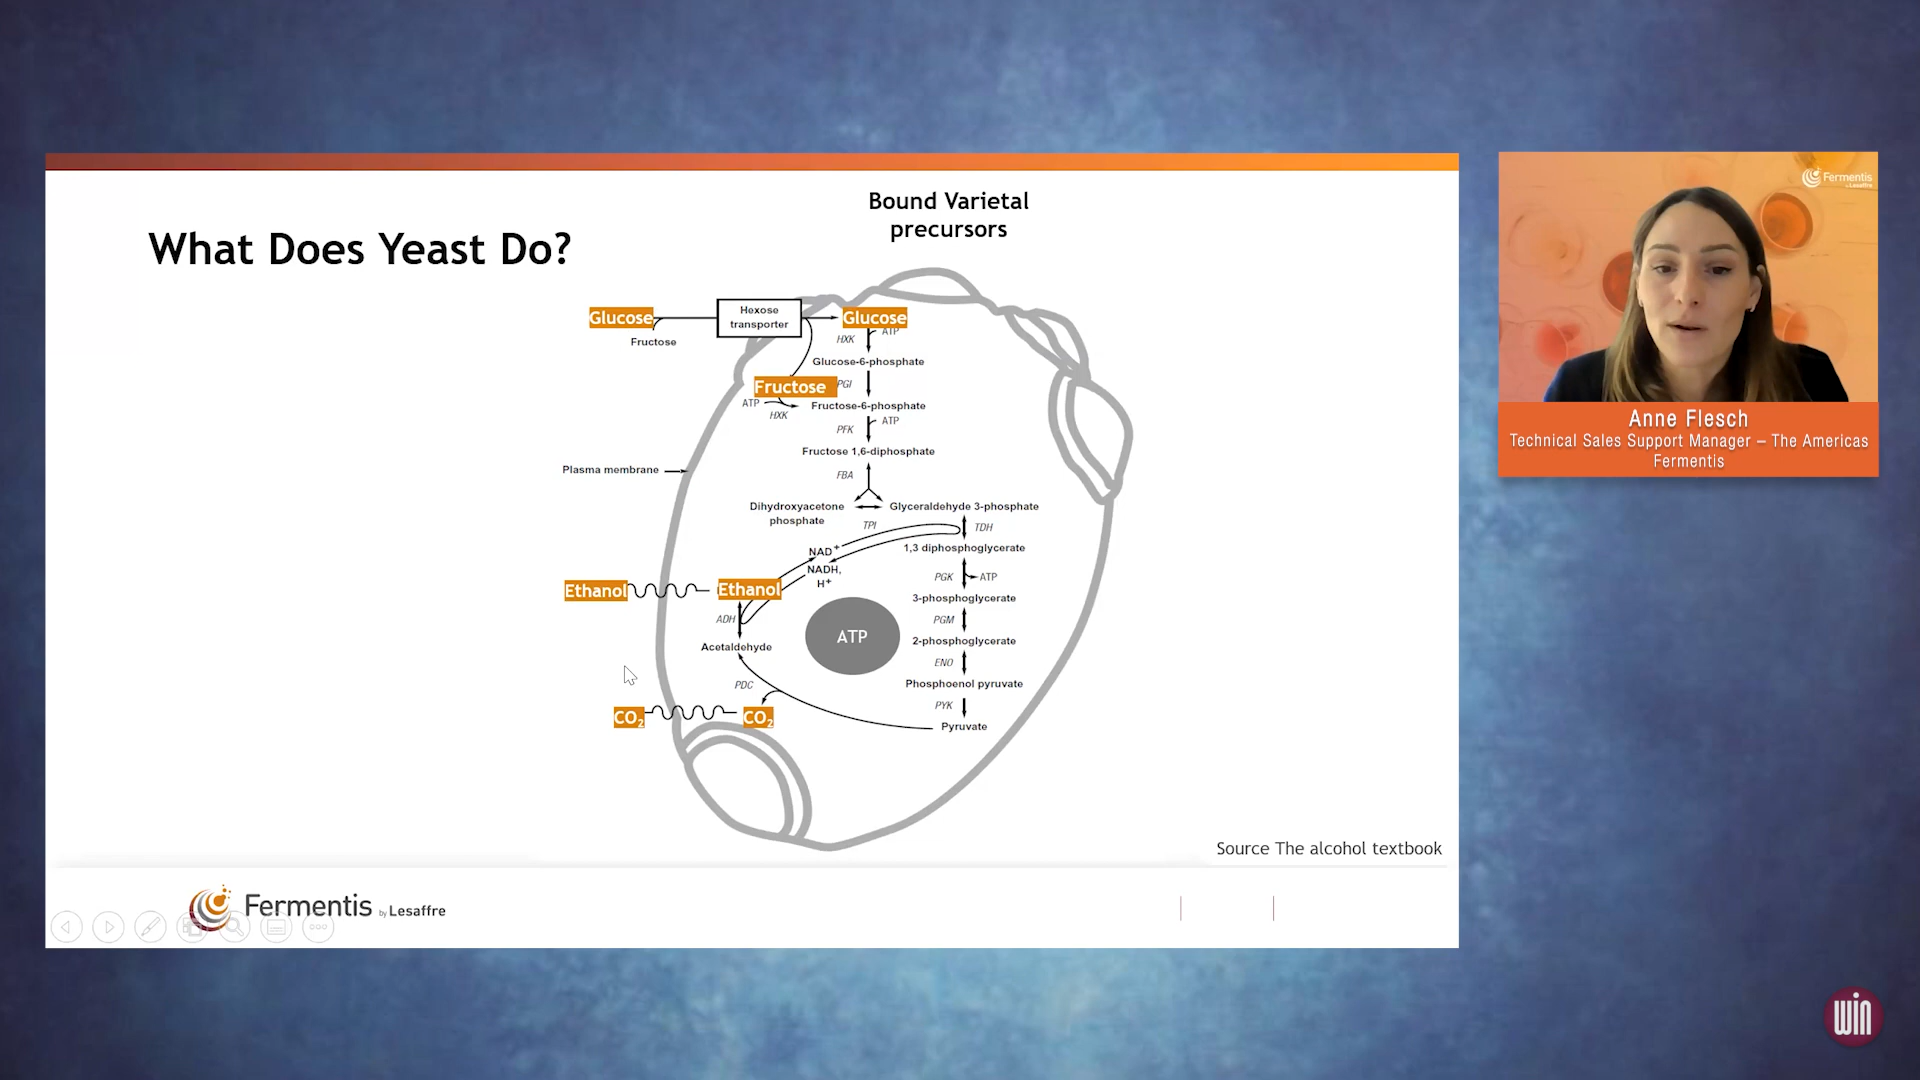 Bound Varietal
precursors
What Does Yeast Do?
Glucose
Hexose
transporter
Glucose
Fructose
HXK
ATP
Glucose-6-phosphate
Fructose
PGI
ATP
HXK
Fructose-6-phosphate
PFK
ATP
Fructose 1,6-diphosphate
Plasma membrane
FBA
Dihydroxyacetone
phosphate
Glyceraldehyde 3-phosphate
TPI
TDH
NAD+
1,3 diphosphoglycerate
NADH,
H+
PGK
ATP
Ethanol
Ethanol
3-phosphoglycerate
ADH
PGM
ATP
2-phosphoglycerate
Acetaldehyde
ENO
PDC
Phosphoenol pyruvate
PYK
CO2
CO2
Pyruvate
Source The alcohol textbook
Fermentis by Lesaffre
Fermentis
by Lesaffre
Anne Flesch
Technical Sales Support Manager – The Americas
Fermentis
win